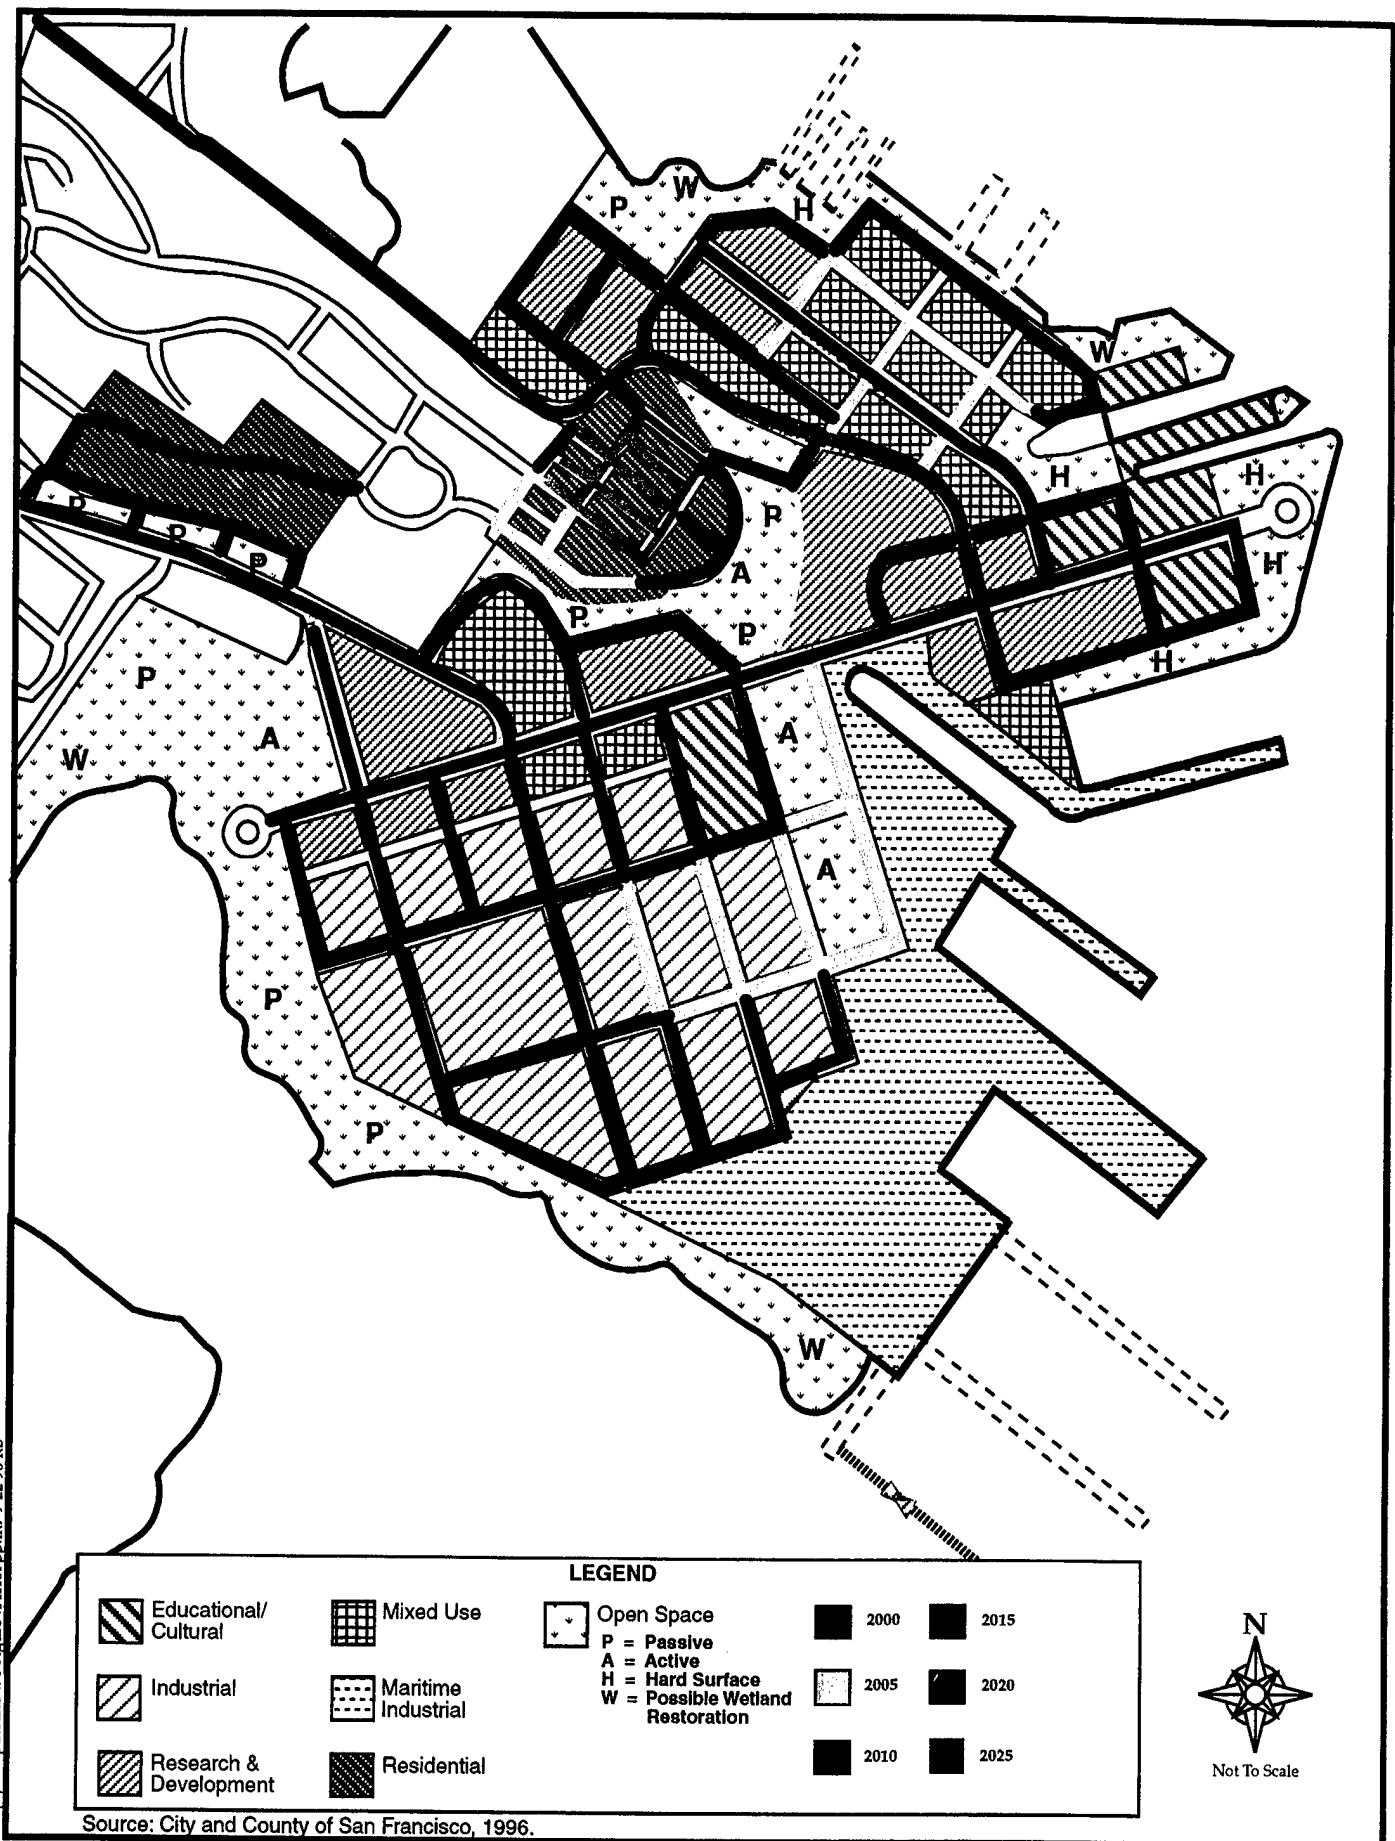 W
P
H
W
H
H
P
P
P
P
P
A
H
P
P
H
P
A
A
W
A
P
P
W
LEGEND
Educational/
Cultural
Industrial
Research &
Development
Mixed Use
Maritime
Industrial
Residential
Open Space
P = Passive
A = Active
H = Hard Surface
W = Possible Wetland
Restoration
2000
2005
2010
2015
2020
2025
N
Not To Scale
Source: City and County of San Francisco, 1996.